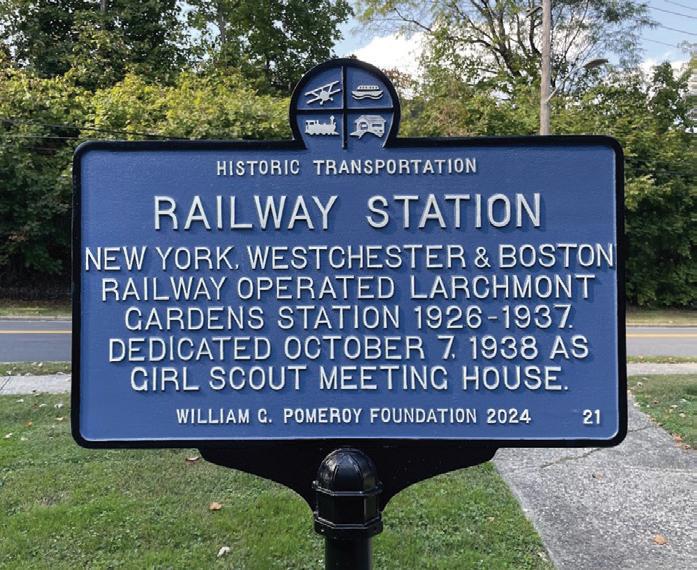 HISTORIC TRANSPORTATION
RAILWAY STATION
NEW YORK, WESTCHESTER & BOSTON
RAILWAY OPERATED LARCHMONT
GARDENS STATION 1926-1937.
DEDICATED OCTOBER 7, 1938 AS
GIRL SCOUT MEETING HOUSE.
WILLIAM G. POMEROY FOUNDATION 2024 21